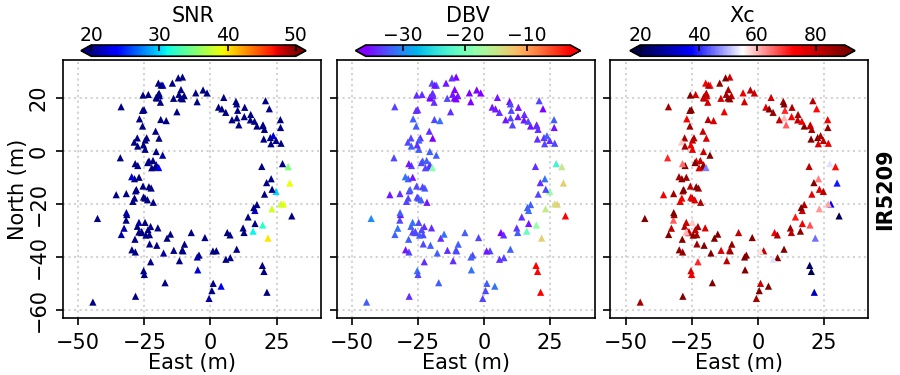 SNR DBV Xc
20 30 40 50 −30 −20 −10 20 40 60 80
20
0
−20
−40
−60
North (m)
−50 −25 0 25 −50 −25 0 25 −50 −25 0 25
East (m) East (m) East (m)
IR5209